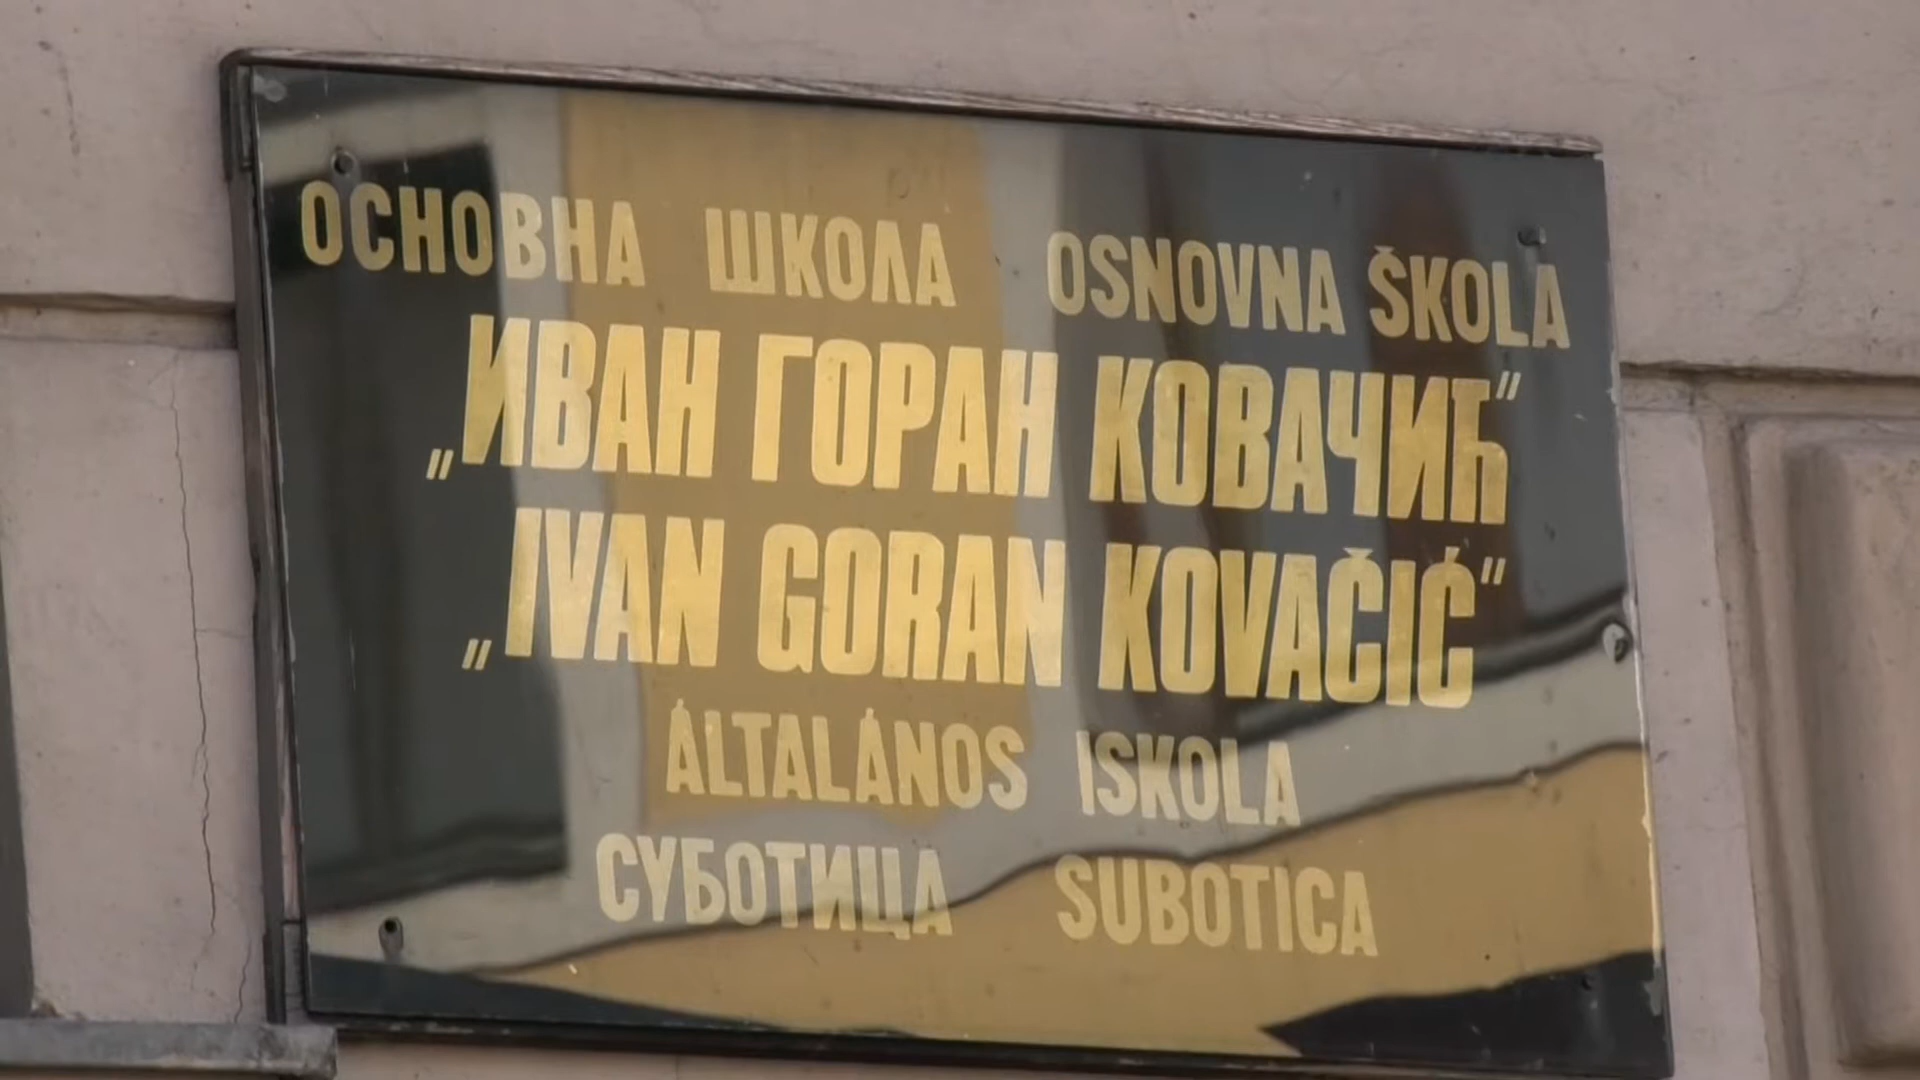 ОСНОВНА ШКОЛА OSNOVNA ŠKOLA
„ИВАН ГОРАН КОВАЧИЋ”
„IVAN GORAN KOVAČIĆ”
ÁLTALÁNOS ISKOLA
СУБОТИЦА SUBOTICA